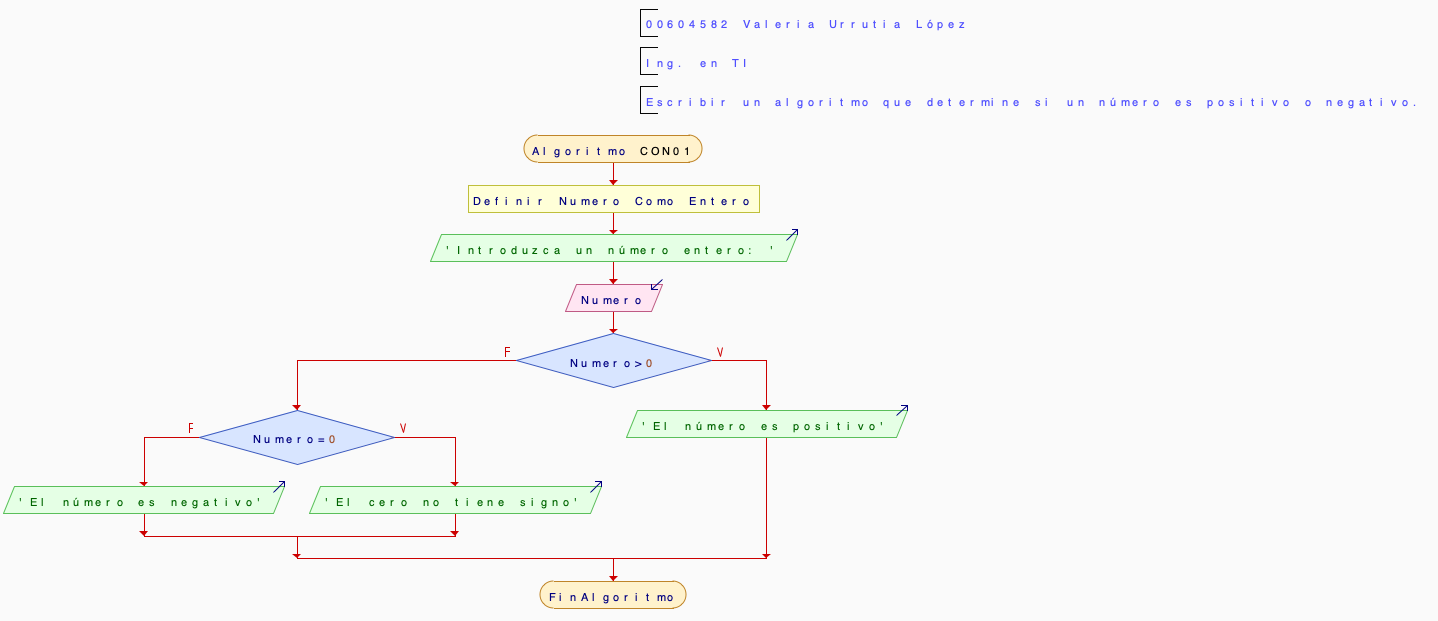 00604582 Valeria Urrutia López
Ing. en TI
Escribir un algoritmo que determine si un número es positivo o negativo.
Algoritmo CON01
Definir Numero Como Entero
'Introduzca un número entero: '
Numero
F
Numero>0
V
F
Numero=0
V
'El número es positivo'
'El número es negativo'
'El cero no tiene signo'
FinAlgoritmo